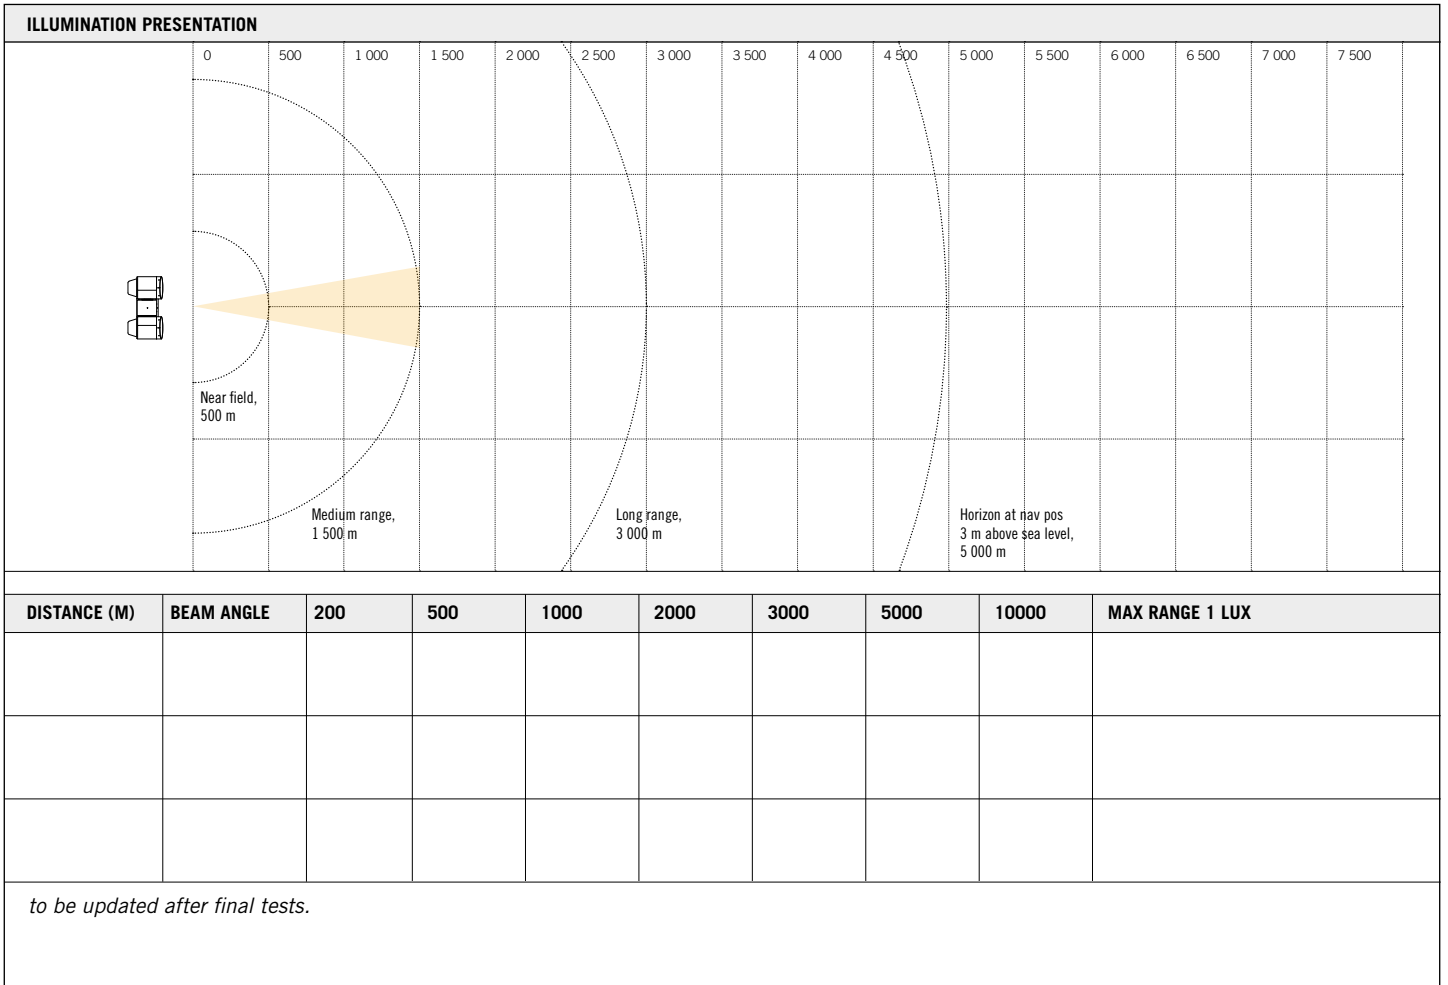 ILLUMINATION PRESENTATION
0 500 1 000 1 500 2 000 2 500 3 000 3 500 4 000 4 500 5 000 5 500 6 000 6 500 7 000 7 500
Near field,
500 m
Medium range,
1 500 m
Long range,
3 000 m
Horizon at nav pos
3 m above sea level,
5 000 m
DISTANCE (M) BEAM ANGLE 200 500 1000 2000 3000 5000 10000 MAX RANGE 1 LUX
to be updated after final tests.